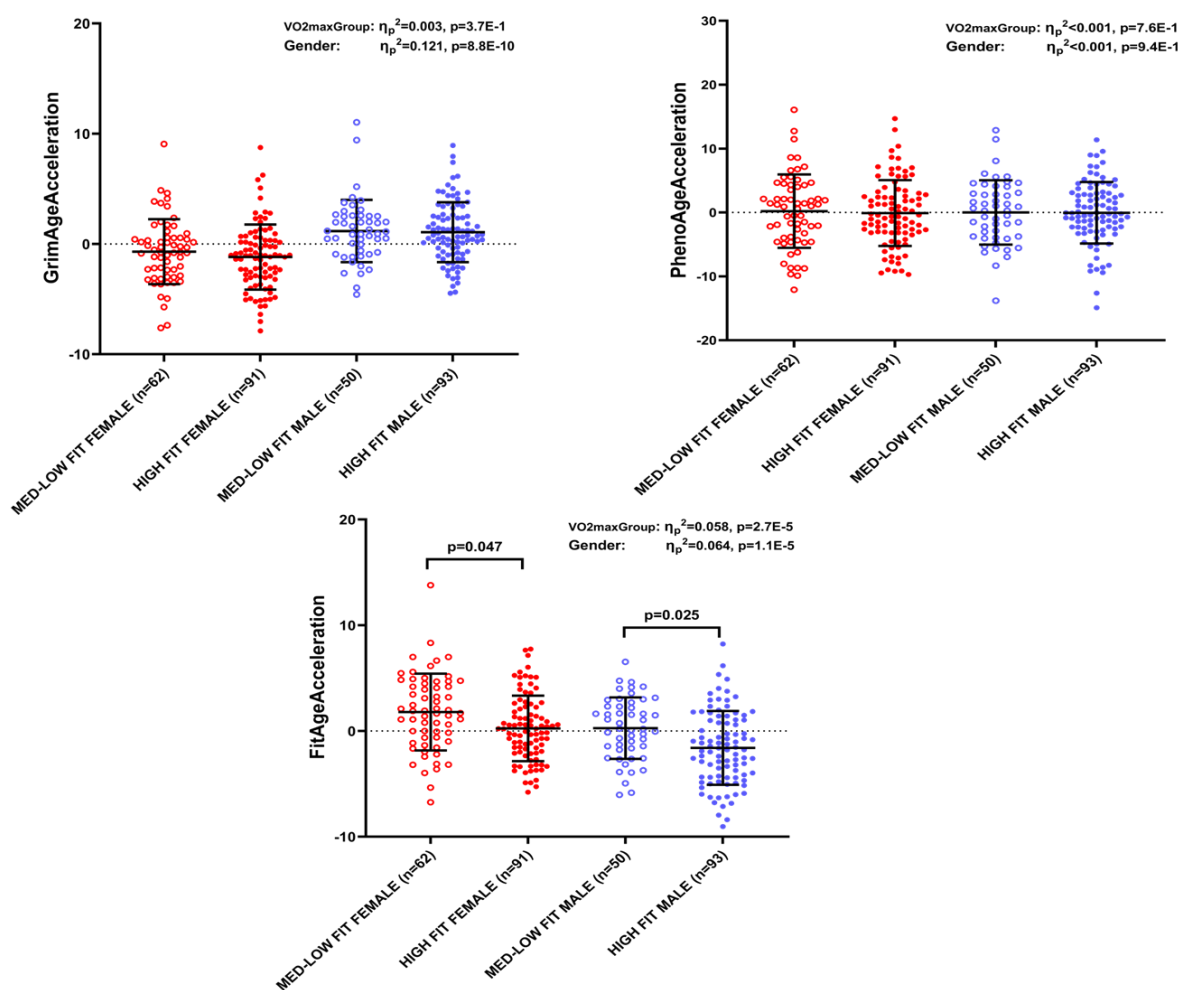 VO2maxGroup: ηp²=0.003, p=3.7E-1
Gender: ηp²=0.121, p=8.8E-10
20
10
0
-10
GrimAgeAcceleration
MED-LOW FIT FEMALE (n=62)
HIGH FIT FEMALE (n=91)
MED-LOW FIT MALE (n=50)
HIGH FIT MALE (n=93)
VO2maxGroup: ηp²<0.001, p=7.6E-1
Gender: ηp²<0.001, p=9.4E-1
30
20
10
0
-10
-20
PhenoAgeAcceleration
MED-LOW FIT FEMALE (n=62)
HIGH FIT FEMALE (n=91)
MED-LOW FIT MALE (n=50)
HIGH FIT MALE (n=93)
VO2maxGroup: ηp²=0.058, p=2.7E-5
Gender: ηp²=0.064, p=1.1E-5
p=0.047
p=0.025
20
10
0
-10
FitAgeAcceleration
MED-LOW FIT FEMALE (n=62)
HIGH FIT FEMALE (n=91)
MED-LOW FIT MALE (n=50)
HIGH FIT MALE (n=93)